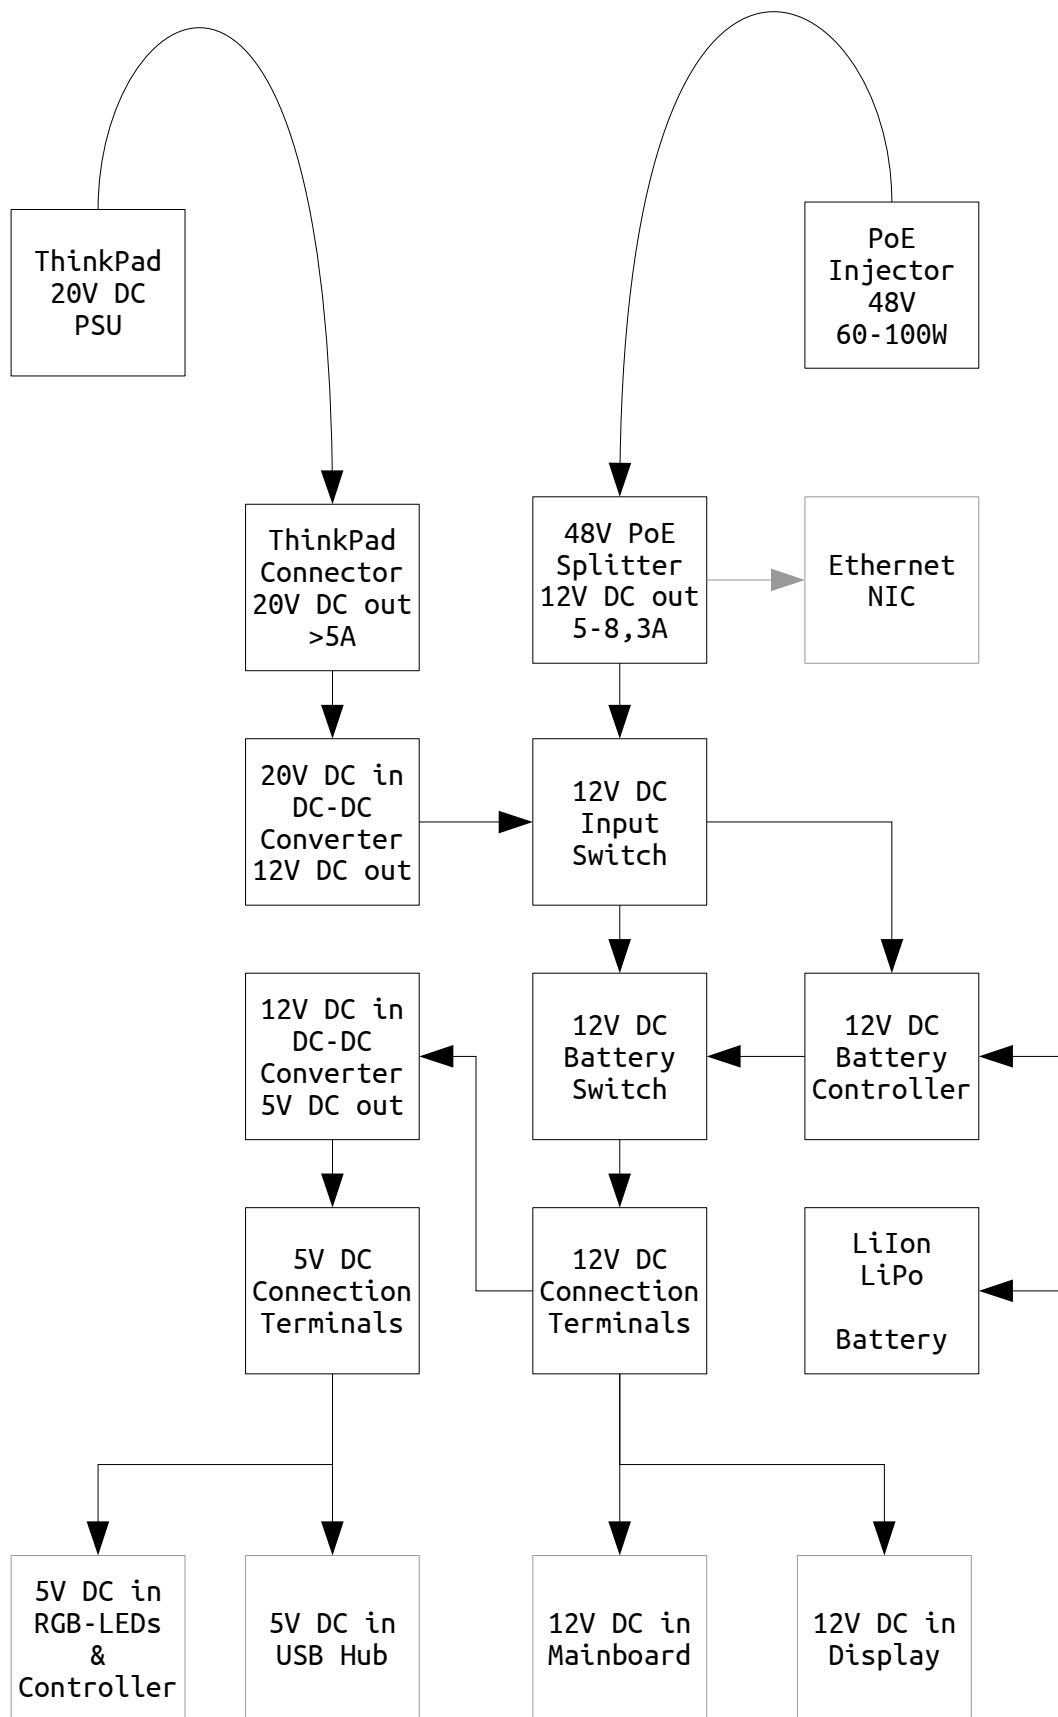 ThinkPad
20V DC
PSU
PoE
Injector
48V
60-100W
ThinkPad
Connector
20V DC out
>5A
48V PoE
Splitter
12V DC out
5-8,3A
Ethernet
NIC
20V DC in
DC-DC
Converter
12V DC out
12V DC
Input
Switch
12V DC in
DC-DC
Converter
5V DC out
12V DC
Battery
Switch
12V DC
Battery
Controller
5V DC
Connection
Terminals
12V DC
Connection
Terminals
LiIon
LiPo
Battery
5V DC in
RGB-LEDs
&
Controller
5V DC in
USB Hub
12V DC in
Mainboard
12V DC in
Display